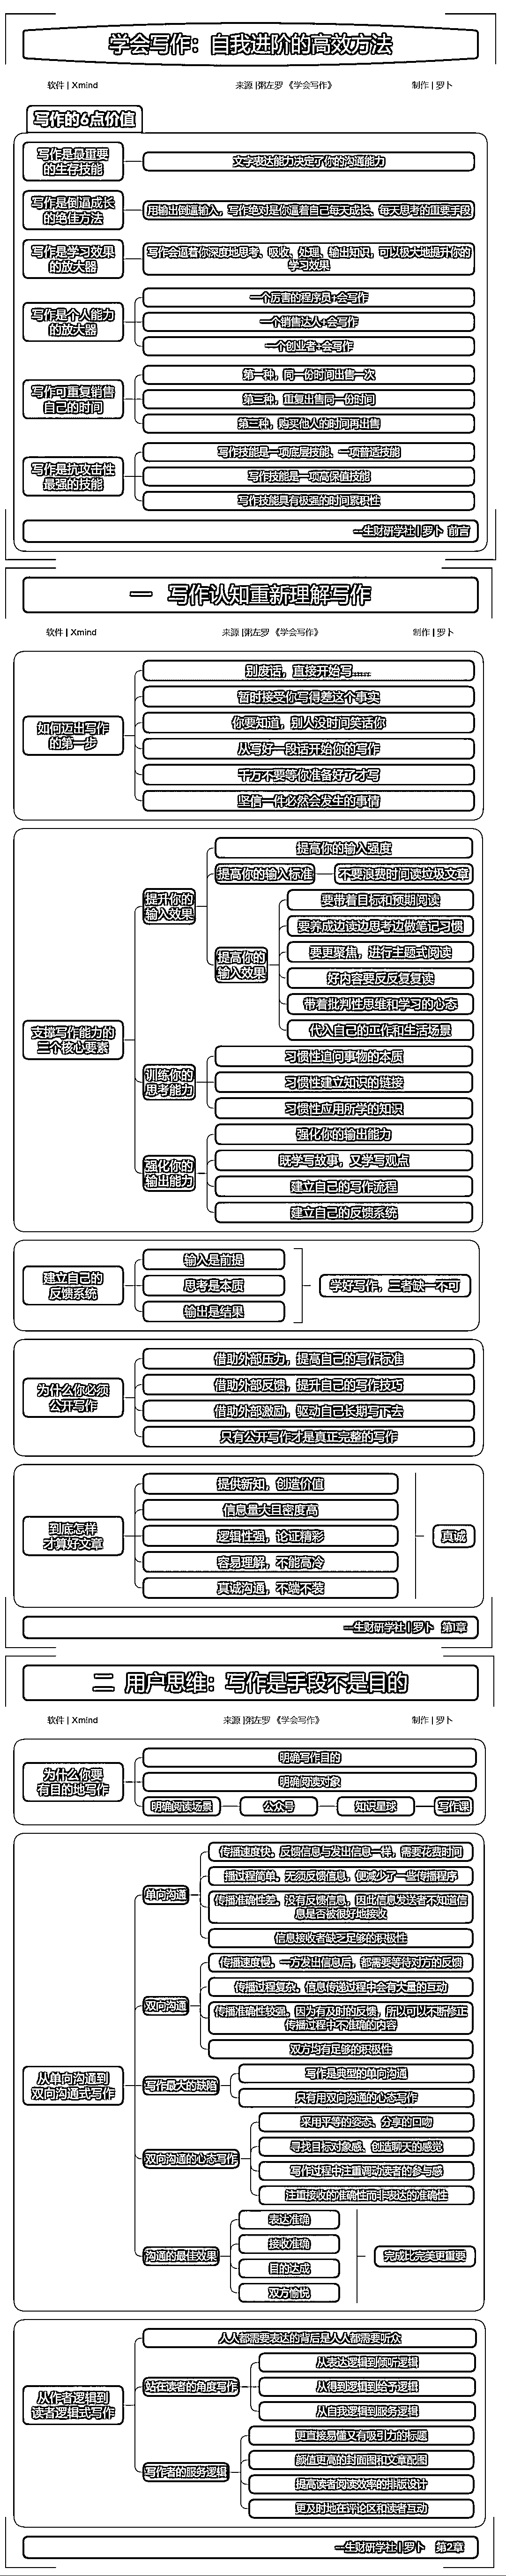 学会写作：自我进阶的高效方法
软件 | Xmind
来源 |粥左罗《学会写作》
制作 | 罗卜
写作的6点价值
写作是最重要
的生存技能
文字表达能力决定了你的沟通能力
写作是倒逼成长
的绝佳方法
用输出倒逼输入，写作绝对是你逼着自己每天成长、每天思考的重要手段
写作是学习效果
的放大器
写作会逼着你深度地思考、吸收、处理、输出知识，可以极大地提升你的
学习效果
写作是个人能力
的放大器
一个厉害的程序员+会写作
一个销售达人+会写作
一个创业者+会写作
写作可重复销售
自己的时间
第一种，同一份时间出售一次
第二种，重复出售同一份时间
第三种，购买他人的时间再出售
写作是抗攻击性
最强的技能
写作技能是一项底层技能、一项普适技能
写作技能是一项高保值技能
写作技能具有极强的时间累积性
--生财研学社 | 罗卜 前言
一 写作认知重新理解写作
软件 | Xmind
来源 |粥左罗《学会写作》
制作 | 罗卜
如何迈出写作
的第一步
别废话，直接开始写......
暂时接受你写得差这个事实
你要知道，别人没时间笑话你
从写好一段话开始你的写作
千万不要等你准备好了才写
坚信一件必然会发生的事情
支撑写作能力的
三个核心要素
提升你的
输入效果
提高你的输入强度
提高你的输入标准
不要浪费时间读垃圾文章
提高你的
输入效果
要带着目标和预期阅读
要养成边读边思考边做笔记习惯
要更聚焦，进行主题式阅读
好内容要反反复复读
带着批判性思维和学习的心态
代入自己的工作和生活场景
训练你的
思考能力
习惯性追问事物的本质
习惯性建立知识的链接
习惯性应用所学的知识
强化你的
输出能力
强化你的输出能力
既学写故事，又学写观点
建立自己的写作流程
建立自己的反馈系统
建立自己的
反馈系统
输入是前提
思考是本质
输出是结果
学好写作，三者缺一不可
为什么你必须
公开写作
借助外部压力，提高自己的写作标准
借助外部反馈，提升自己的写作技巧
借助外部激励，驱动自己长期写下去
只有公开写作才是真正完整的写作
到底怎样
才算好文章
提供新知，创造价值
信息量大且密度高
逻辑性强，论证精彩
容易理解，不能高冷
真诚沟通，不端不装
真诚
--生财研学社 | 罗卜 第1章
二 用户思维：写作是手段不是目的
软件 | Xmind
来源 |粥左罗《学会写作》
制作 | 罗卜
为什么你要
有目的地写作
明确写作目的
明确阅读对象
明确阅读场景
公众号
知识星球
写作课
从单向沟通到
双向沟通式写作
单向沟通
传播速度快，反馈信息与发出信息一样，需要花费时间
播过程简单，无须反馈信息，便减少了一些传播程序
传播准确性差，没有反馈信息，因此信息发送者不知道信
息是否被很好地接收
信息接收者缺乏足够的积极性
双向沟通
传播速度慢，一方发出信息后，都需要等待对方的反馈
传播过程复杂，信息传递过程中会有大量的互动
传播准确性较强，因为有及时的反馈，所以可以不断修正
传播过程中不准确的内容
双方均有足够的积极性
写作最大的缺陷
写作是典型的单向沟通
只有用双向沟通的心态写作
双向沟通的心态写作
采用平等的姿态、分享的口吻
寻找目标对象感、创造聊天的感觉
写作过程中注重调动读者的参与感
注重接收的准确性而非表达的准确性
沟通的最佳效果
表达准确
接收准确
目的达成
双方愉悦
完成比完美更重要
从作者逻辑到
读者逻辑式写作
人人都需要表达的背后是人人都需要听众
站在读者的角度写作
从表达逻辑到倾听逻辑
从得到逻辑到给予逻辑
从自我逻辑到服务逻辑
写作者的服务逻辑
更直接易懂又有吸引力的标题
颜值更高的封面图和文章配图
提高读者阅读效率的排版设计
更及时地在评论区和读者互动
--生财研学社 | 罗卜 第2章